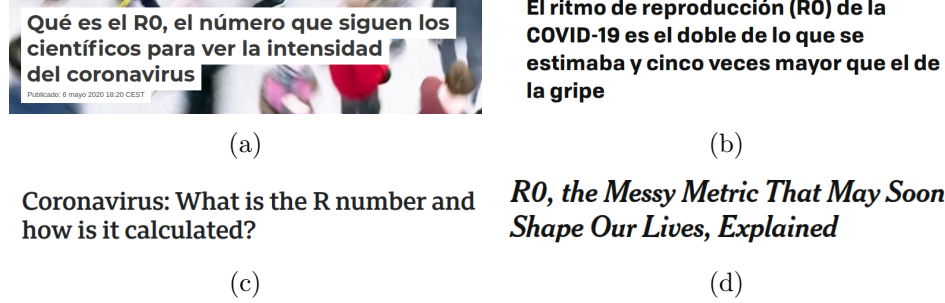 Qué es el R0, el número que siguen los
científicos para ver la intensidad
del coronavirus
Publicado: 6 mayo 2020 18:20 CEST
(a)
El ritmo de reproducción (R0) de la
COVID-19 es el doble de lo que se
estimaba y cinco veces mayor que el de
la gripe
(b)
Coronavirus: What is the R number and
how is it calculated?
(c)
R0, the Messy Metric That May Soon
Shape Our Lives, Explained
(d)